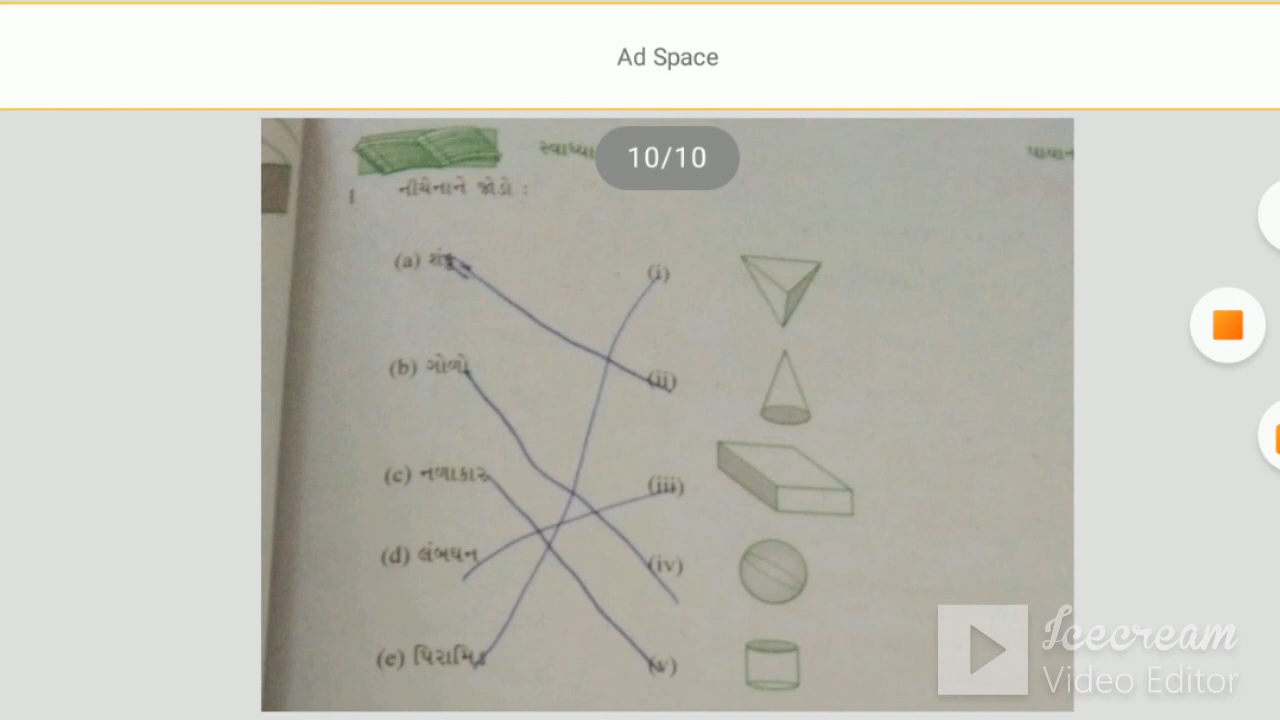 Ad Space
10/10
1 નીચેનાને જોડો :
(a) શંકુ (i)
(b) ગોળો (ii)
(c) નળાકાર (iii)
(d) લંબઘન (iv)
(e) પિરામિડ (v)
Icecream
Video Editor